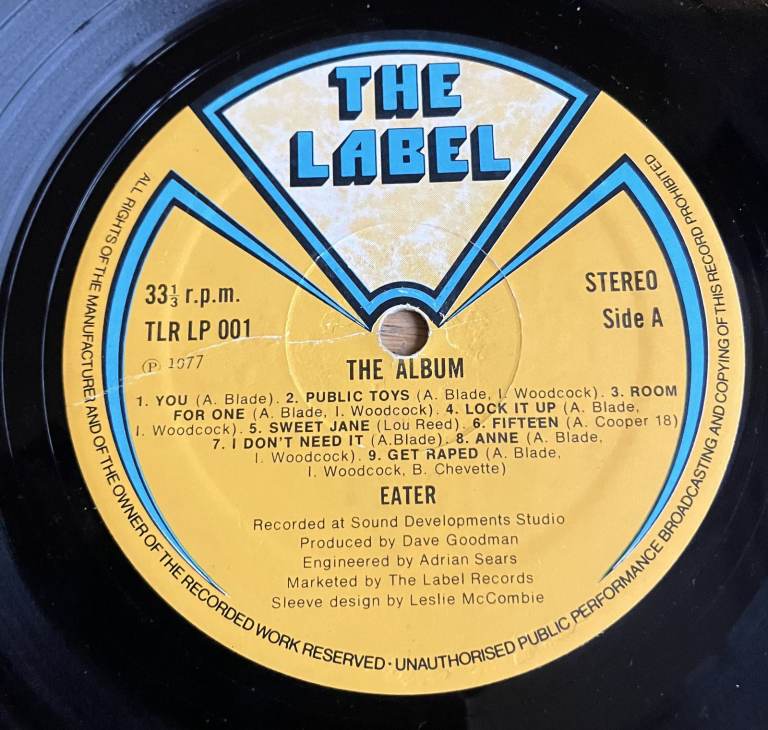 THE
LABEL
33⅓ r.p.m.
TLR LP 001
Ⓟ 1977
STEREO
Side A
THE ALBUM
1. YOU (A. Blade). 2. PUBLIC TOYS (A. Blade, I. Woodcock). 3. ROOM
FOR ONE (A. Blade, I. Woodcock). 4. LOCK IT UP (A. Blade,
I. Woodcock). 5. SWEET JANE (Lou Reed). 6. FIFTEEN (A. Cooper 18)
7. I DON'T NEED IT (A.Blade). 8. ANNE (A. Blade,
I. Woodcock). 9. GET RAPED (A. Blade,
I. Woodcock, B. Chevette)
EATER
Recorded at Sound Developments Studio
Produced by Dave Goodman
Engineered by Adrian Sears
Marketed by The Label Records
Sleeve design by Leslie McCombie
ALL RIGHTS OF THE MANUFACTURER AND OF THE OWNER OF THE RECORDED WORK RESERVED · UNAUTHORISED PUBLIC PERFORMANCE BROADCASTING AND COPYING OF THIS RECORD PROHIBITED